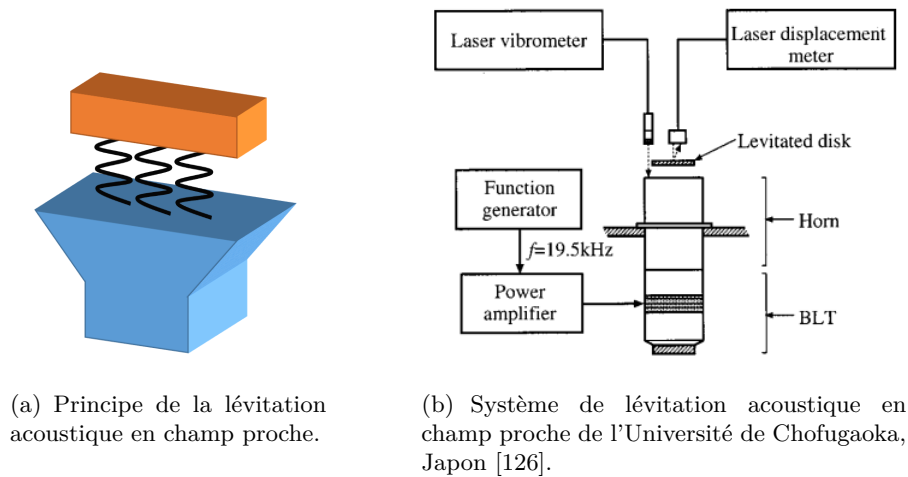 Laser vibrometer
Laser displacement
meter
Levitated disk
Function
generator
Horn
f=19.5kHz
Power
amplifier
BLT
(a) Principe de la lévitation
acoustique en champ proche.
(b) Système de lévitation acoustique en
champ proche de l'Université de Chofugaoka,
Japon [126].